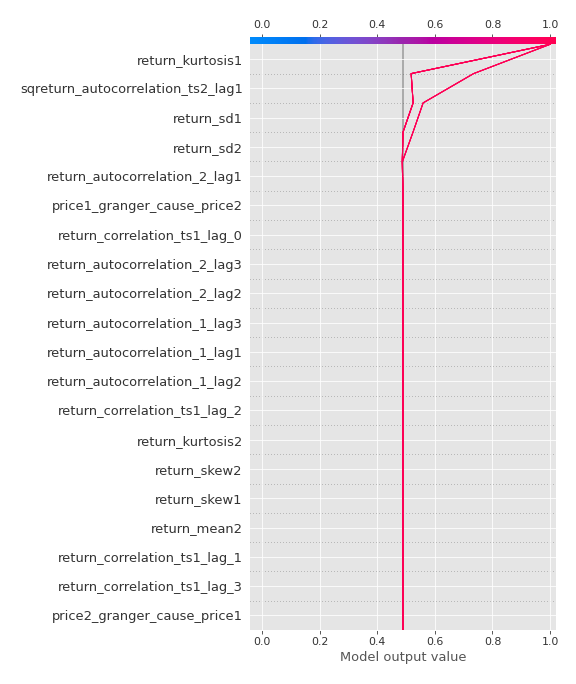 0.0 0.2 0.4 0.6 0.8 1.0
return_kurtosis1
sqreturn_autocorrelation_ts2_lag1
return_sd1
return_sd2
return_autocorrelation_2_lag1
price1_granger_cause_price2
return_correlation_ts1_lag_0
return_autocorrelation_2_lag3
return_autocorrelation_2_lag2
return_autocorrelation_1_lag3
return_autocorrelation_1_lag1
return_autocorrelation_1_lag2
return_correlation_ts1_lag_2
return_kurtosis2
return_skew2
return_skew1
return_mean2
return_correlation_ts1_lag_1
return_correlation_ts1_lag_3
price2_granger_cause_price1
0.0 0.2 0.4 0.6 0.8 1.0
Model output value